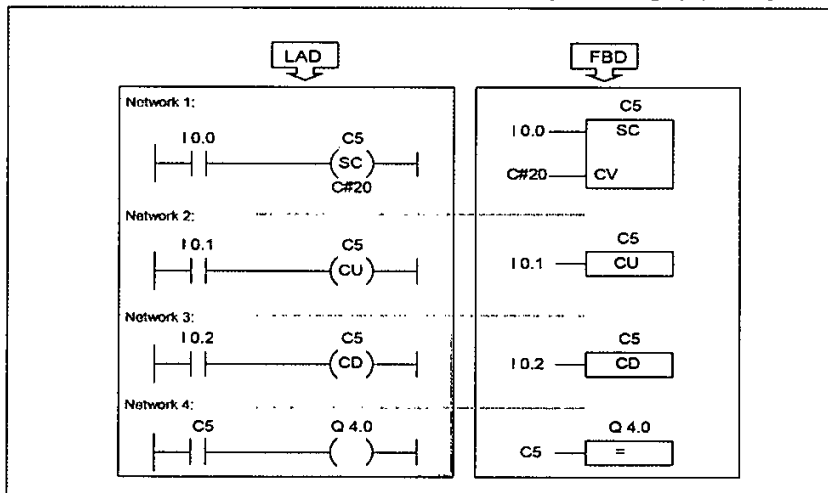 LAD
FBD
Network 1:
I 0.0
C5
SC
C#20
C5
I 0.0
SC
C#20
CV
Network 2:
I 0.1
C5
CU
C5
I 0.1
CU
Network 3:
I 0.2
C5
CD
C5
I 0.2
CD
Network 4:
C5
Q 4.0
Q 4.0
C5
=